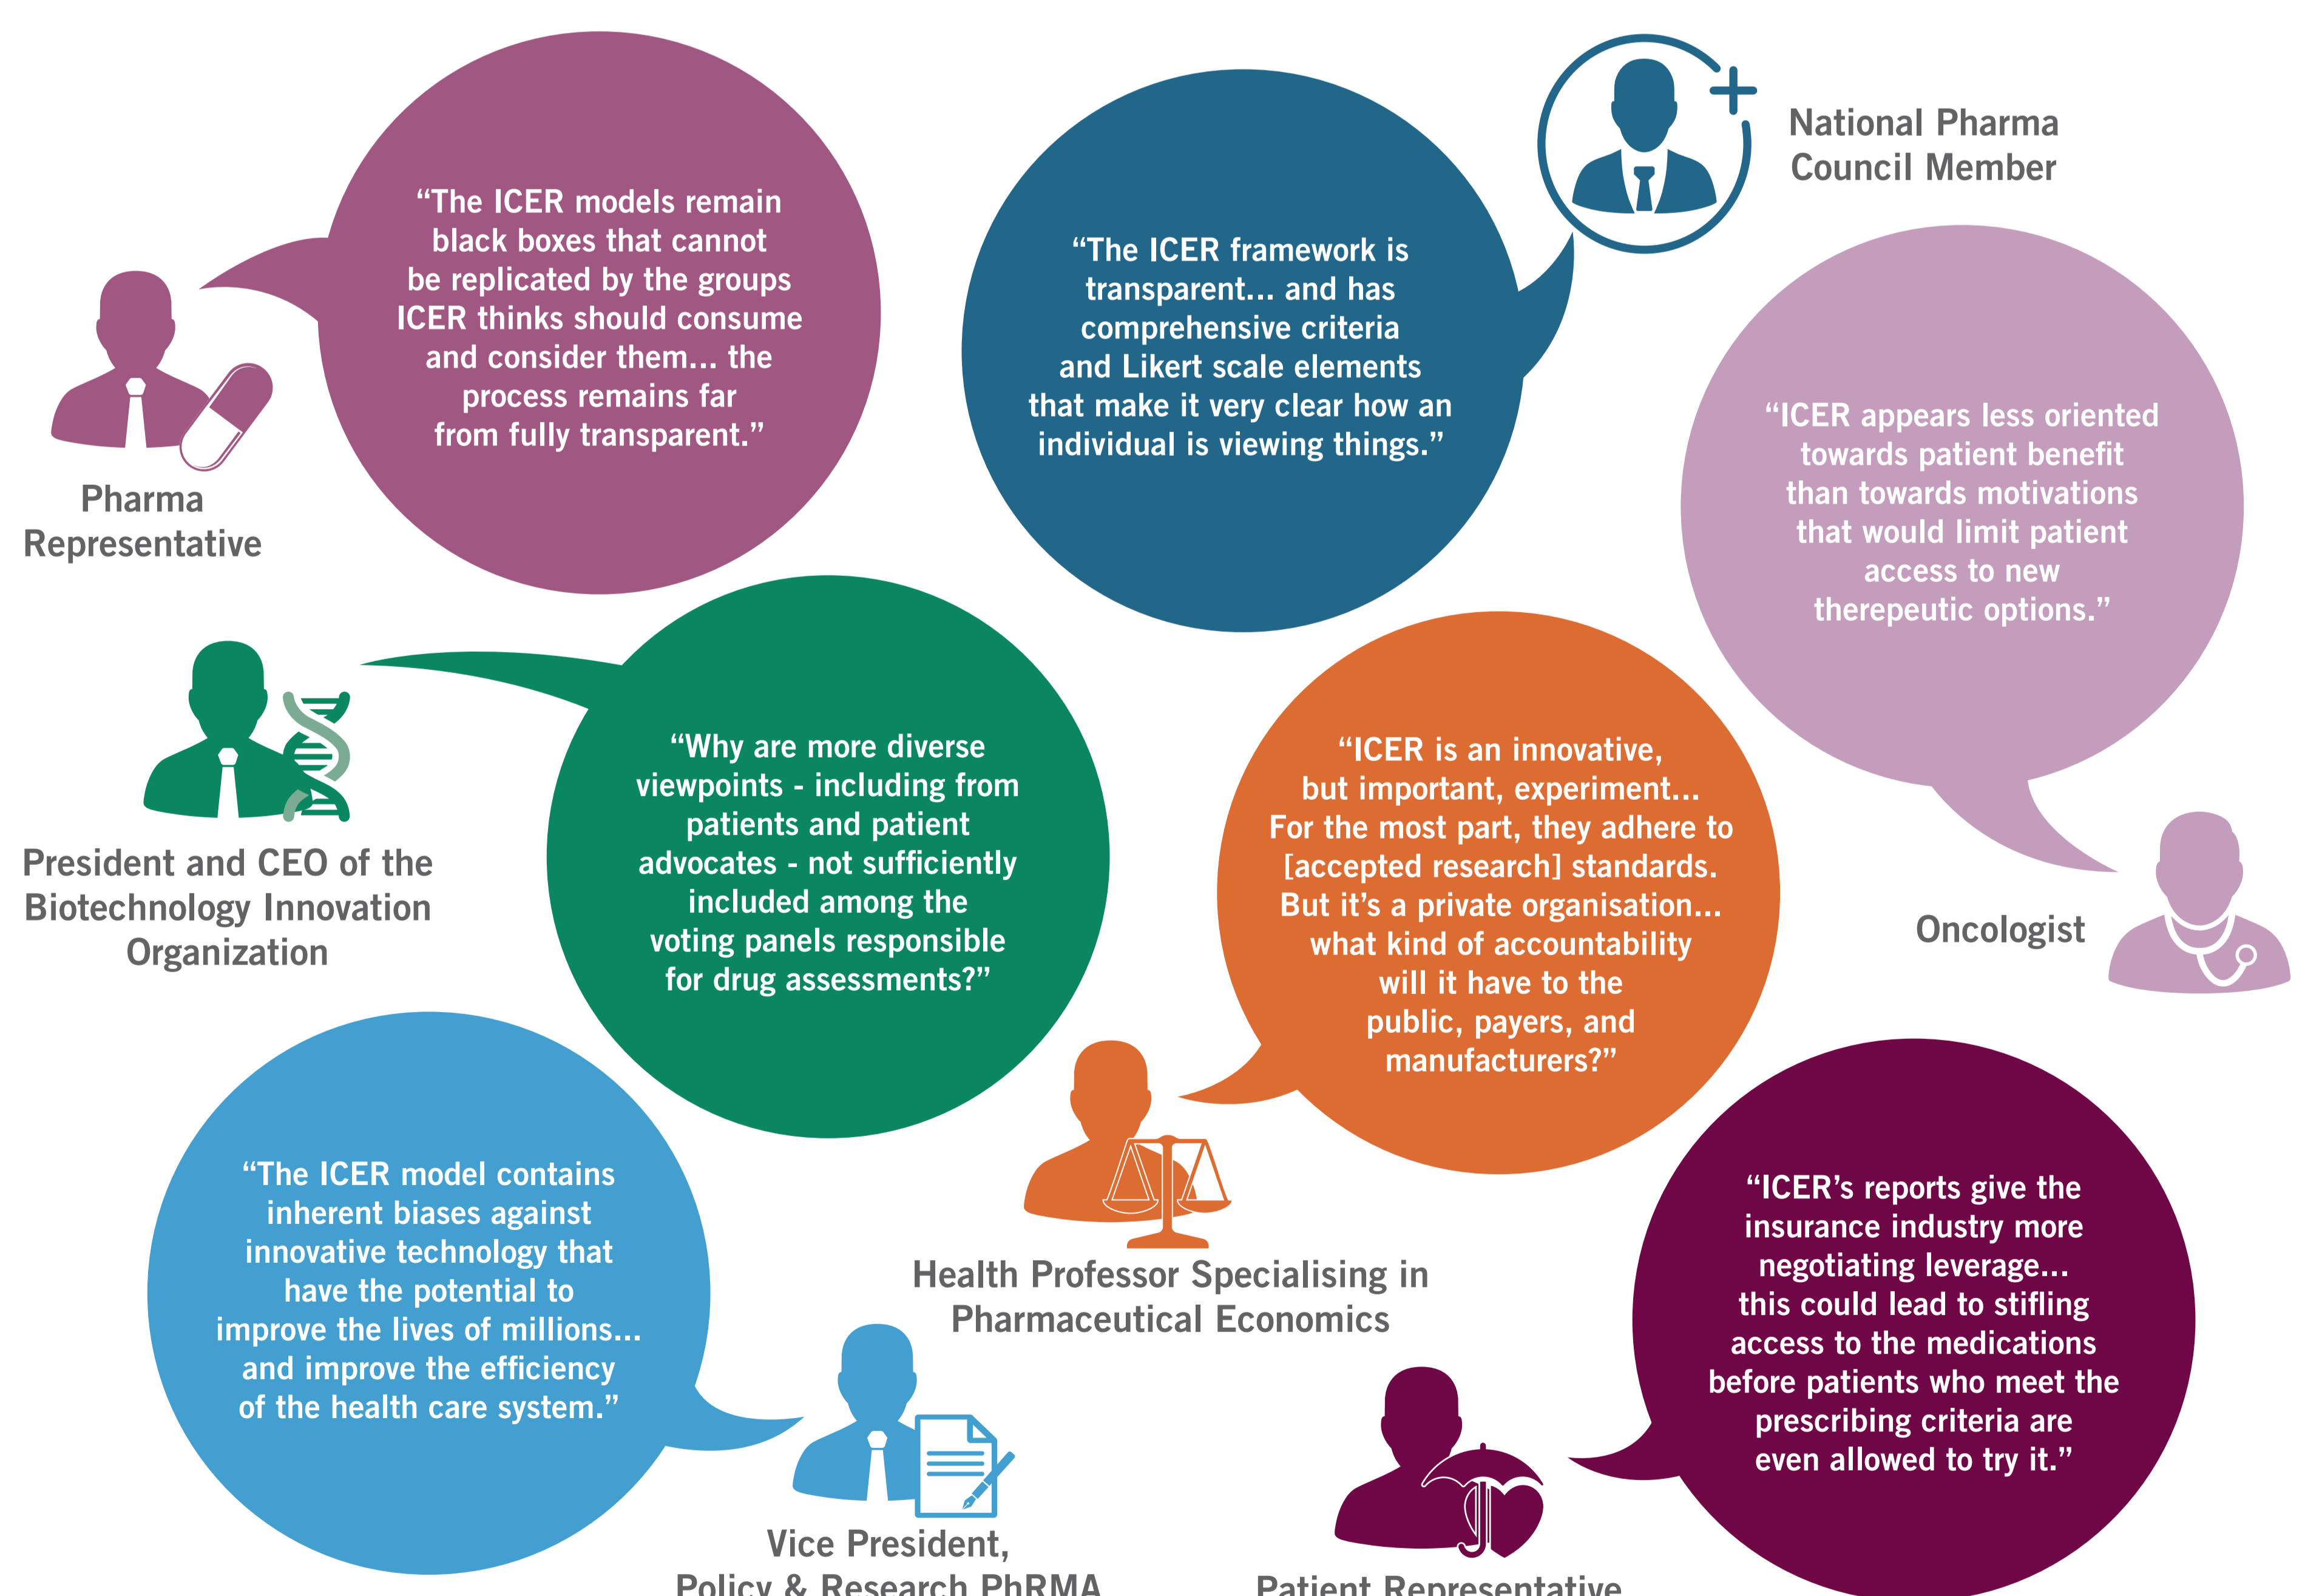 “The ICER models remain
black boxes that cannot
be replicated by the groups
ICER thinks should consume
and consider them... the
process remains far
from fully transparent.”
Pharma
Representative
“The ICER framework is
transparent... and has
comprehensive criteria
and Likert scale elements
that make it very clear how an
individual is viewing things.”
National Pharma
Council Member
“ICER appears less oriented
towards patient benefit
than towards motivations
that would limit patient
access to new
therepeutic options.”
Oncologist
President and CEO of the
Biotechnology Innovation
Organization
“Why are more diverse
viewpoints - including from
patients and patient
advocates - not sufficiently
included among the
voting panels responsible
for drug assessments?”
“ICER is an innovative,
but important, experiment...
For the most part, they adhere to
[accepted research] standards.
But it’s a private organisation...
what kind of accountability
will it have to the
public, payers, and
manufacturers?”
Health Professor Specialising in
Pharmaceutical Economics
“The ICER model contains
inherent biases against
innovative technology that
have the potential to
improve the lives of millions...
and improve the efficiency
of the health care system.”
Vice President,
Policy & Research PhRMA
“ICER’s reports give the
insurance industry more
negotiating leverage...
this could lead to stifling
access to the medications
before patients who meet the
prescribing criteria are
even allowed to try it.”
Patient Representative